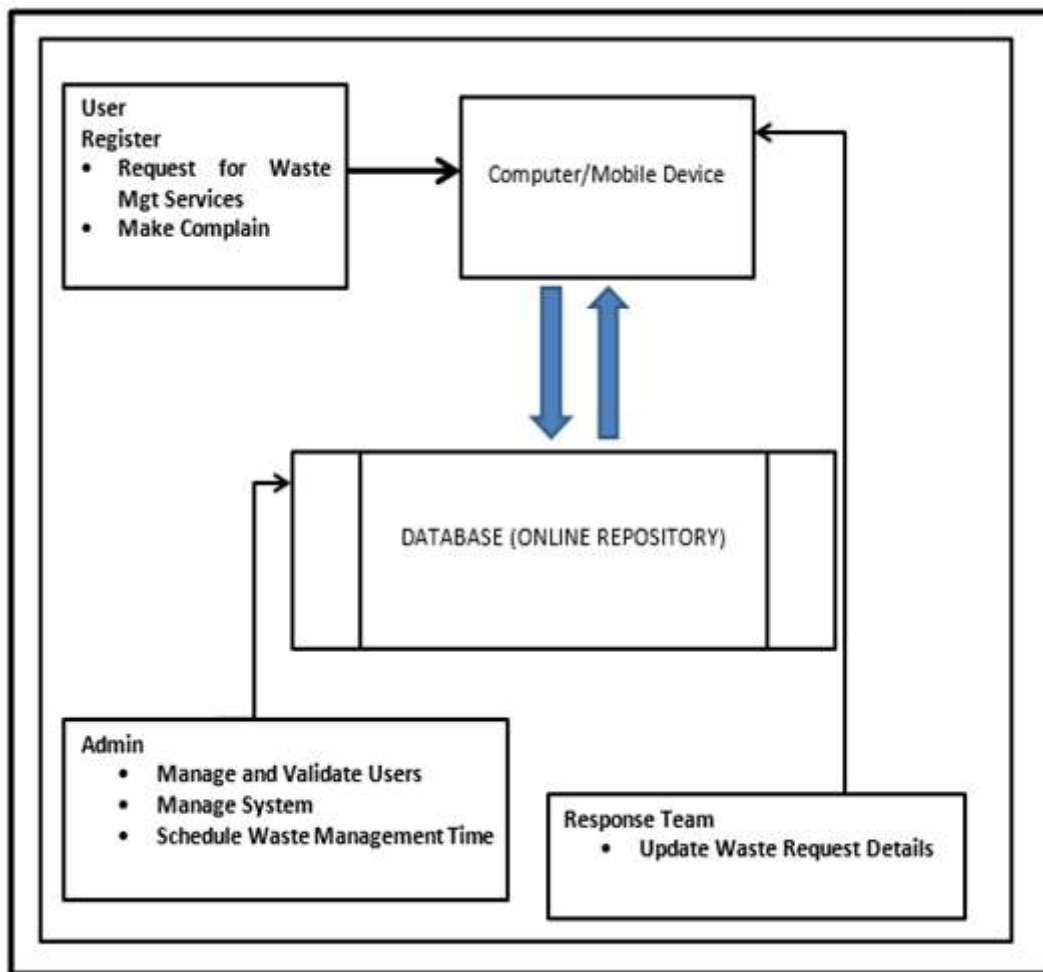 User
Register
• Request for Waste
Mgt Services
• Make Complain
Computer/Mobile Device
DATABASE (ONLINE REPOSITORY)
Admin
• Manage and Validate Users
• Manage System
• Schedule Waste Management Time
Response Team
• Update Waste Request Details